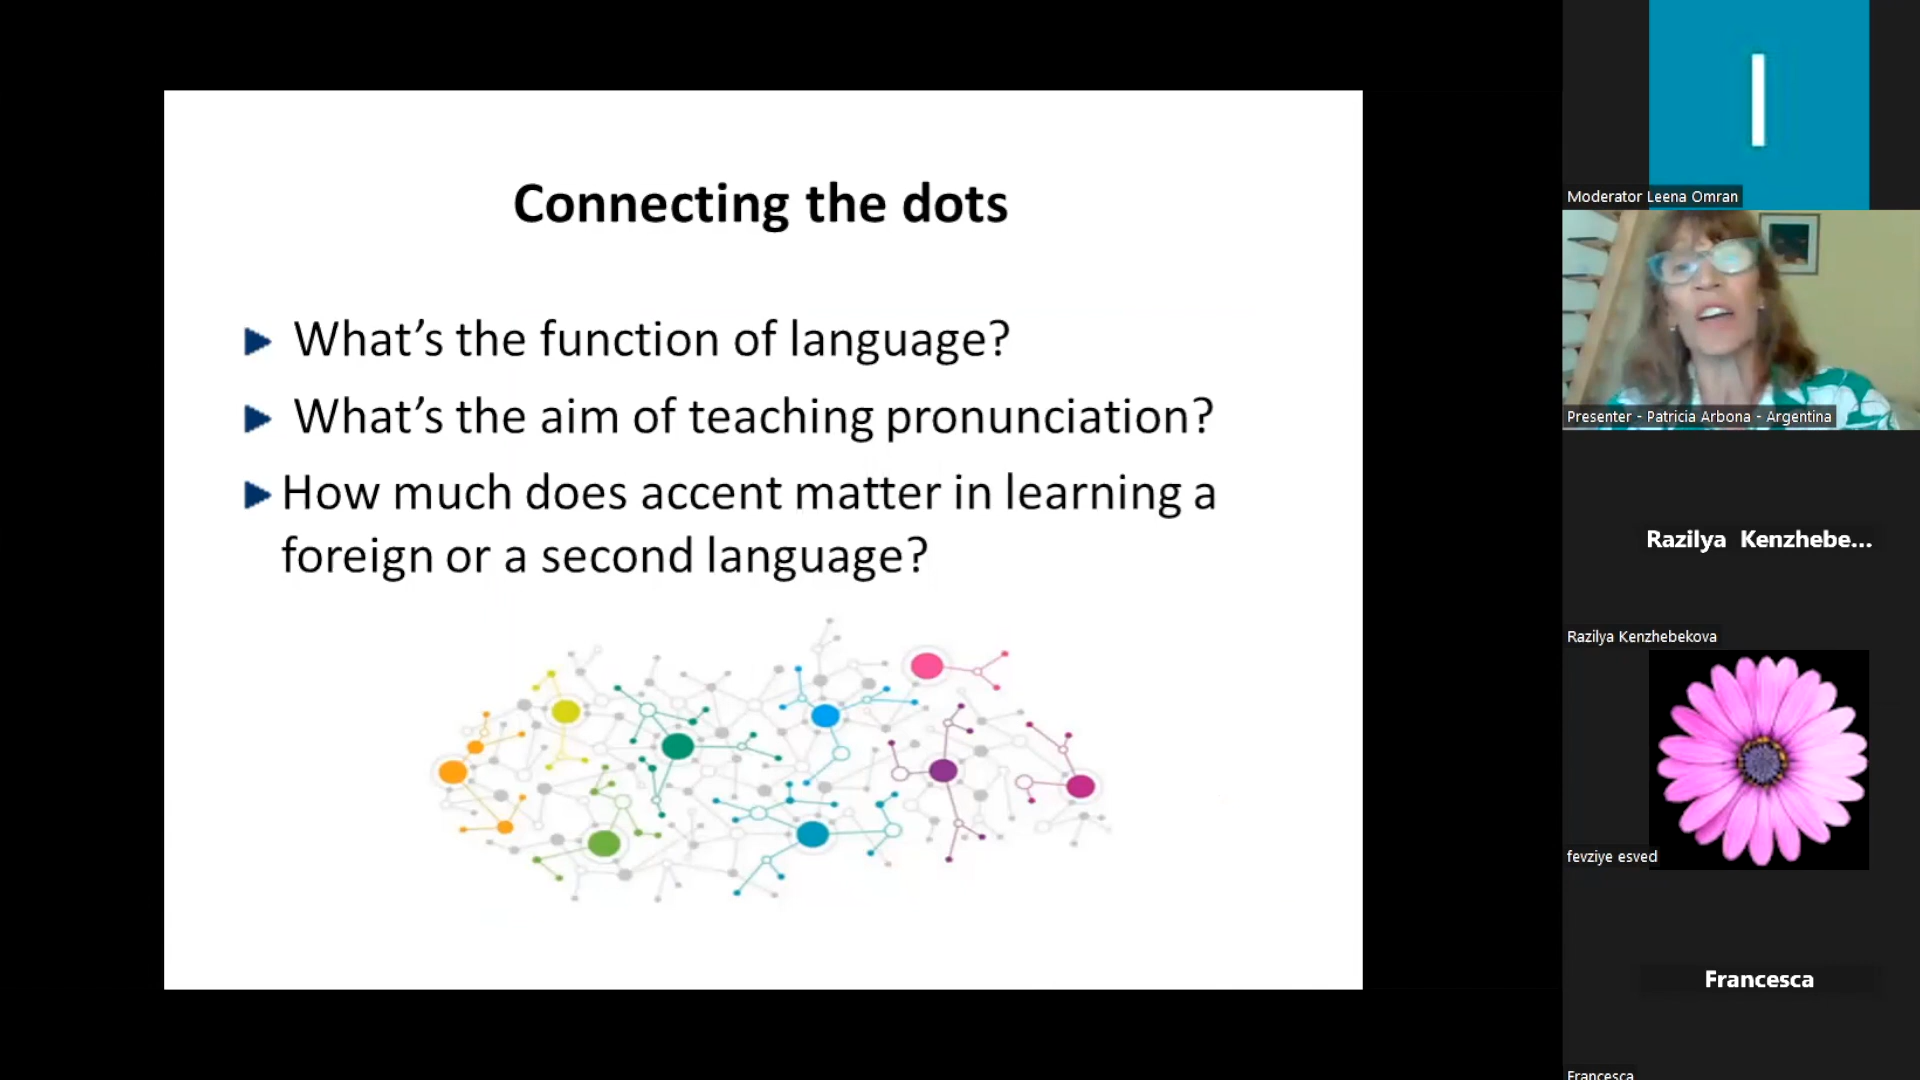 Connecting the dots
What’s the function of language?
What’s the aim of teaching pronunciation?
How much does accent matter in learning a
foreign or a second language?
I
Moderator Leena Omran
Presenter - Patricia Arbona - Argentina
Razilya Kenzhebe...
Razilya Kenzhebekova
fevziye esved
Francesca
Francesca